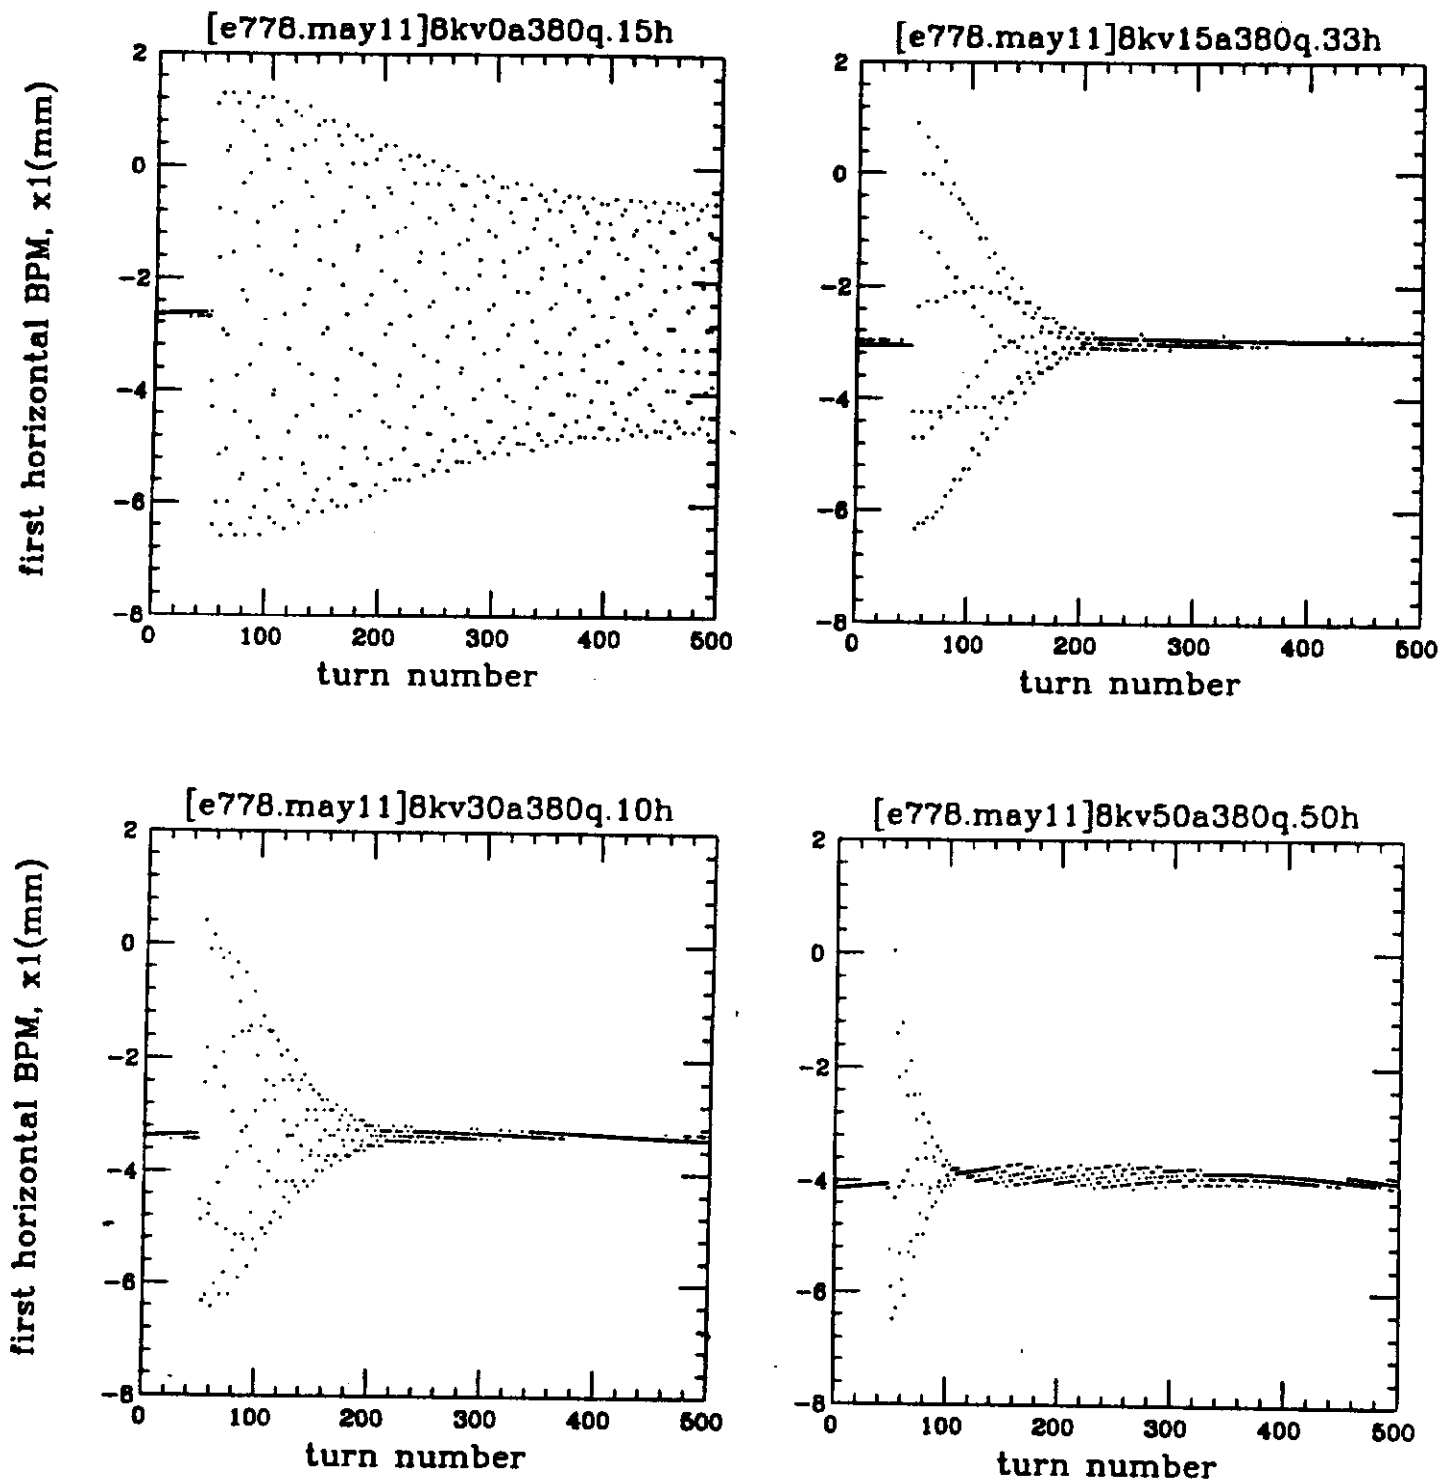 [e778.may11]8kv0a380q.15h
[e778.may11]8kv15a380q.33h
first horizontal BPM, x1(mm)
2
0
−2
−4
−6
−8
0 100 200 300 400 500
turn number
2
0
−2
−4
−6
−8
0 100 200 300 400 500
turn number
[e778.may11]8kv30a380q.10h
[e778.may11]8kv50a380q.50h
first horizontal BPM, x1(mm)
2
0
−2
−4
−6
−8
0 100 200 300 400 500
turn number
2
0
−2
−4
−6
−8
0 100 200 300 400 500
turn number